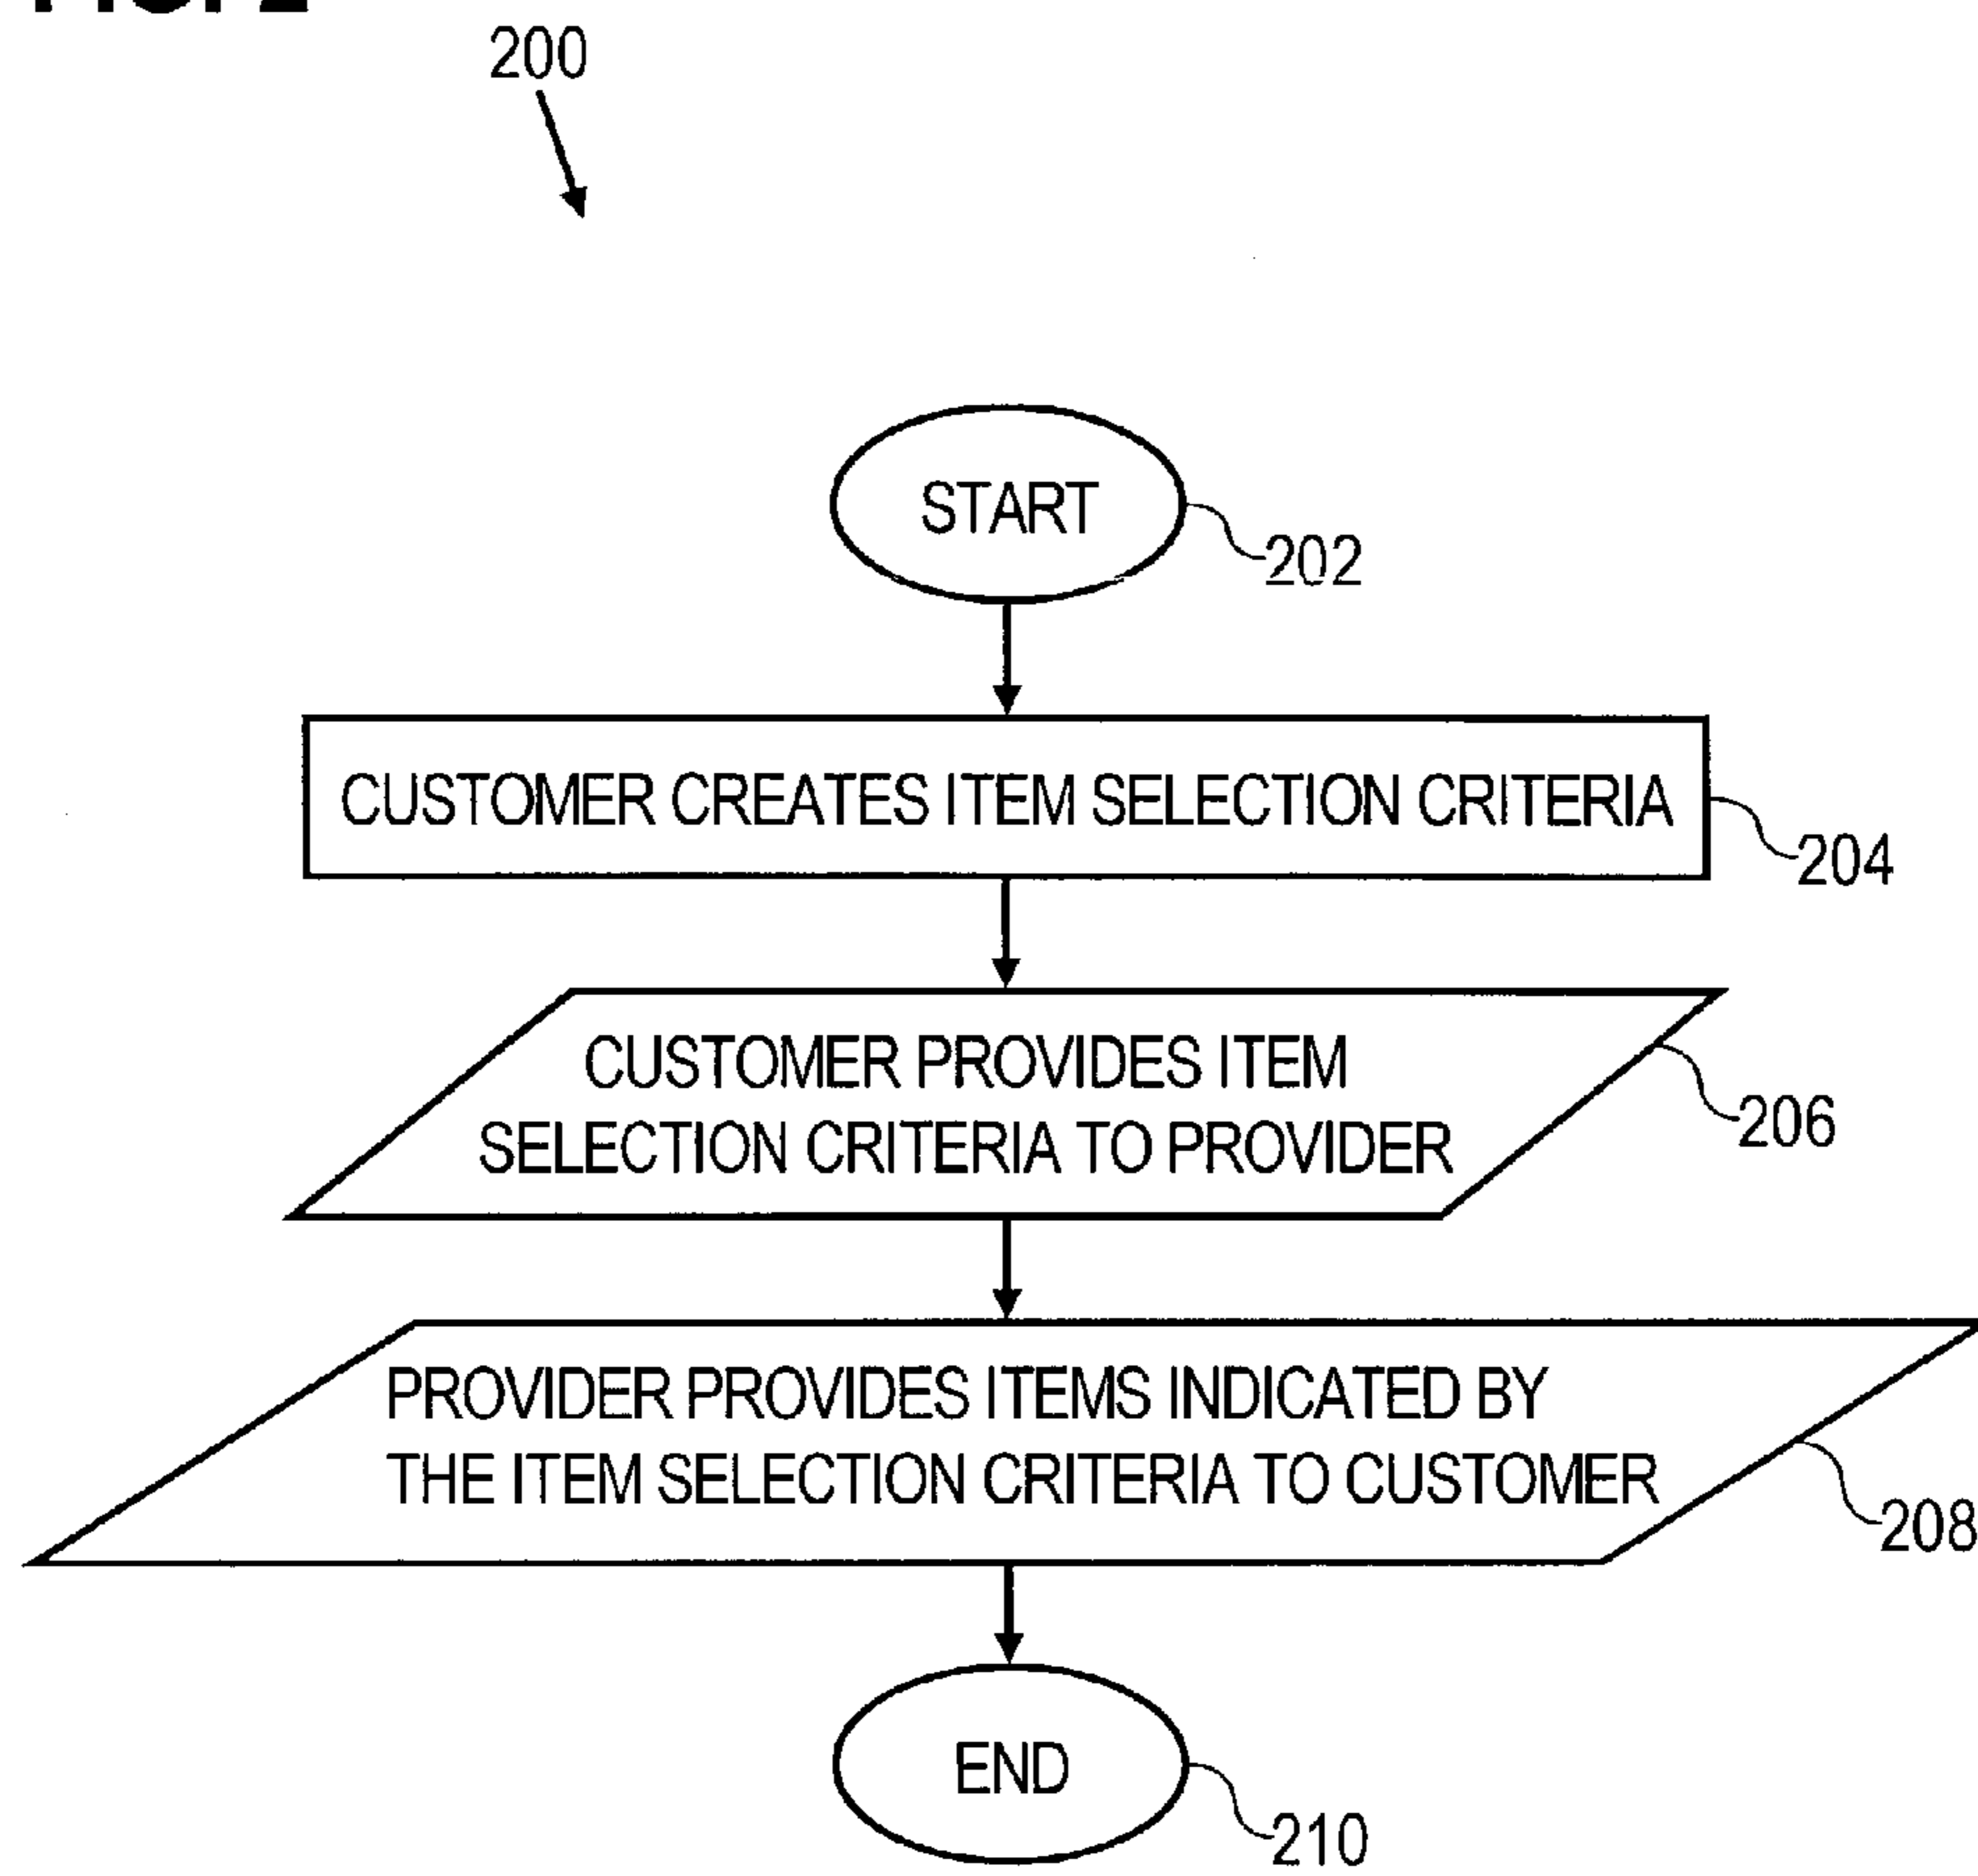 200
START
202
CUSTOMER CREATES ITEM SELECTION CRITERIA
204
CUSTOMER PROVIDES ITEM
SELECTION CRITERIA TO PROVIDER
206
PROVIDER PROVIDES ITEMS INDICATED BY
THE ITEM SELECTION CRITERIA TO CUSTOMER
208
END
210